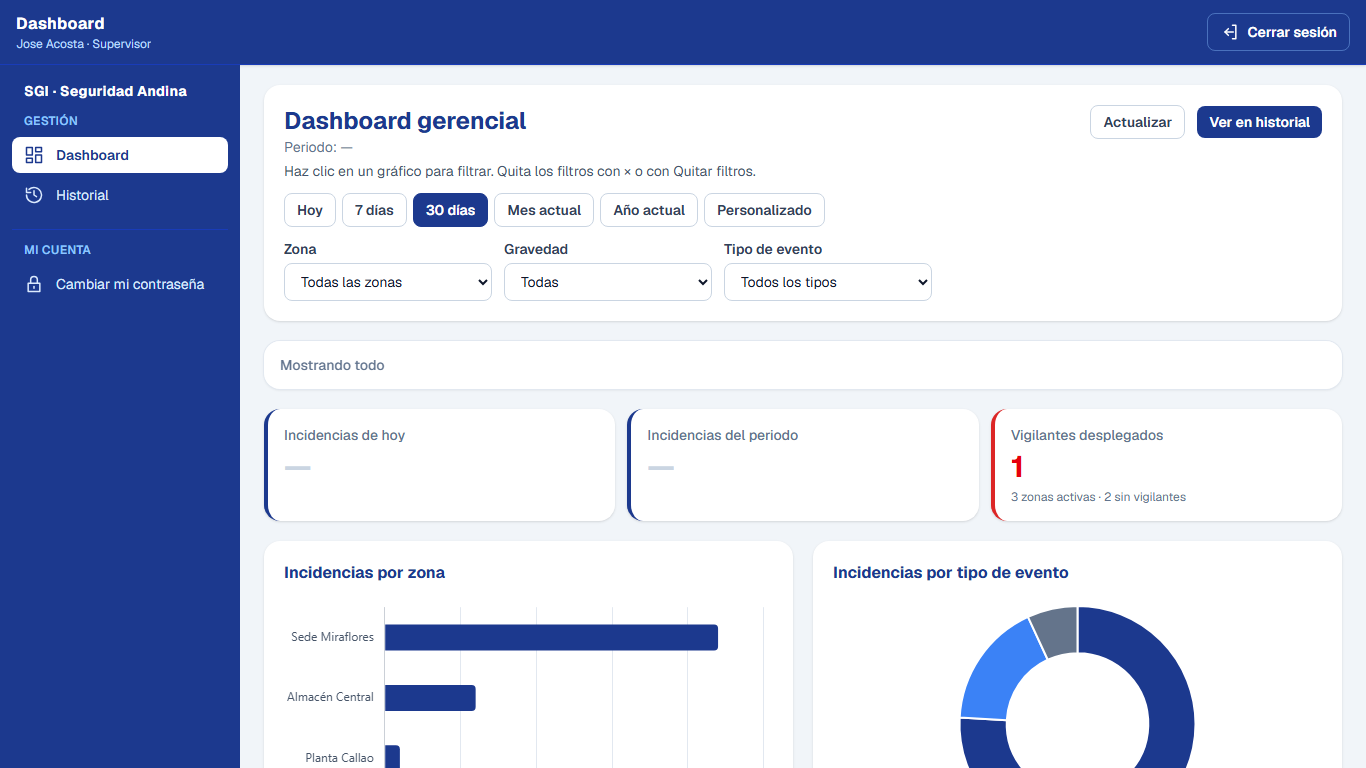 Dashboard
Jose Acosta · Supervisor
Cerrar sesión
SGI · Seguridad Andina
GESTIÓN
Dashboard
Historial
MI CUENTA
Cambiar mi contraseña
Dashboard gerencial
Actualizar
Ver en historial
Periodo: —
Haz clic en un gráfico para filtrar. Quita los filtros con × o con Quitar filtros.
Hoy
7 días
30 días
Mes actual
Año actual
Personalizado
Zona
Gravedad
Tipo de evento
Todas las zonas
Todas
Todos los tipos
Mostrando todo
Incidencias de hoy
—
Incidencias del periodo
—
Vigilantes desplegados
1
3 zonas activas · 2 sin vigilantes
Incidencias por zona
Sede Miraflores
Almacén Central
Planta Callao
Incidencias por tipo de evento